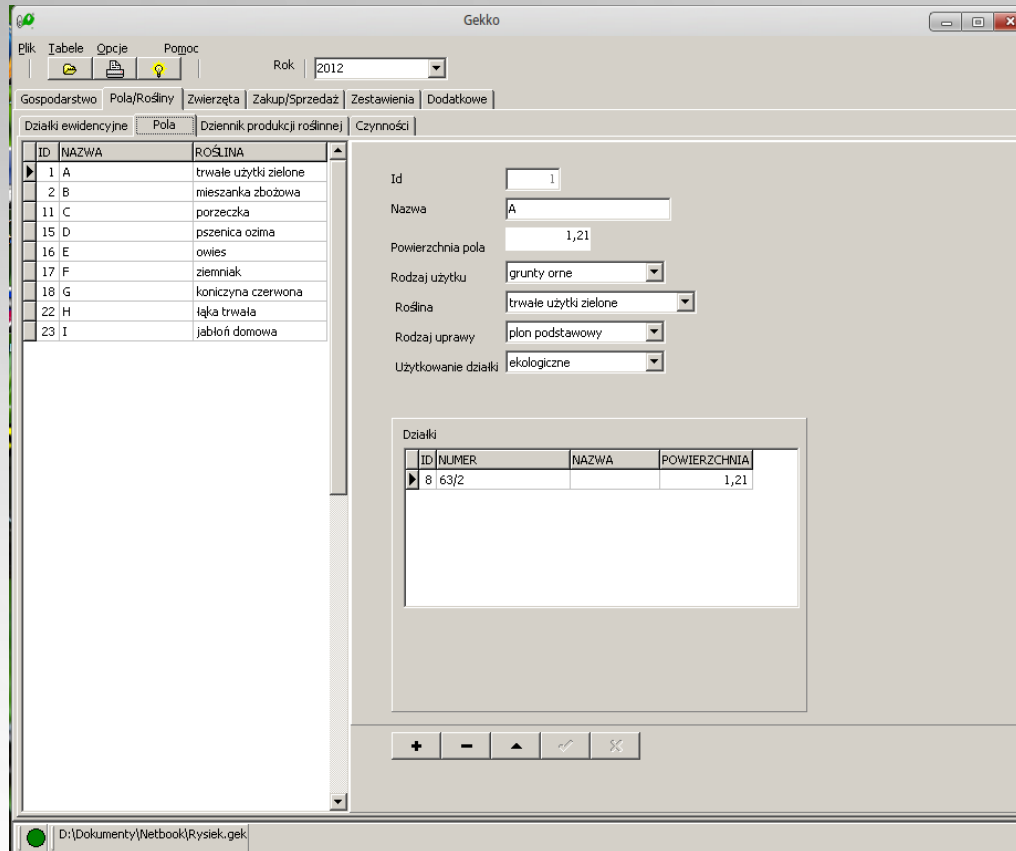 Gekko
Plik Tabele Opcje Pomoc
Rok 2012
Gospodarstwo Pola/Rośliny Zwierzęta Zakup/Sprzedaż Zestawienia Dodatkowe
Działki ewidencyjne Pola Dziennik produkcji roślinnej Czynności
ID NAZWA ROŚLINA
1 A trwałe użytki zielone
2 B mieszanka zbożowa
11 C porzeczka
15 D pszenica ozima
16 E owies
17 F ziemniak
18 G koniczyna czerwona
22 H łąka trwała
23 I jabłoń domowa
Id 1
Nazwa A
Powierzchnia pola 1,21
Rodzaj użytku grunty orne
Roślina trwałe użytki zielone
Rodzaj uprawy plon podstawowy
Użytkowanie działki ekologiczne
Działki
ID NUMER NAZWA POWIERZCHNIA
8 63/2 1,21
D:\Dokumenty\Netbook\Rysiek.gek